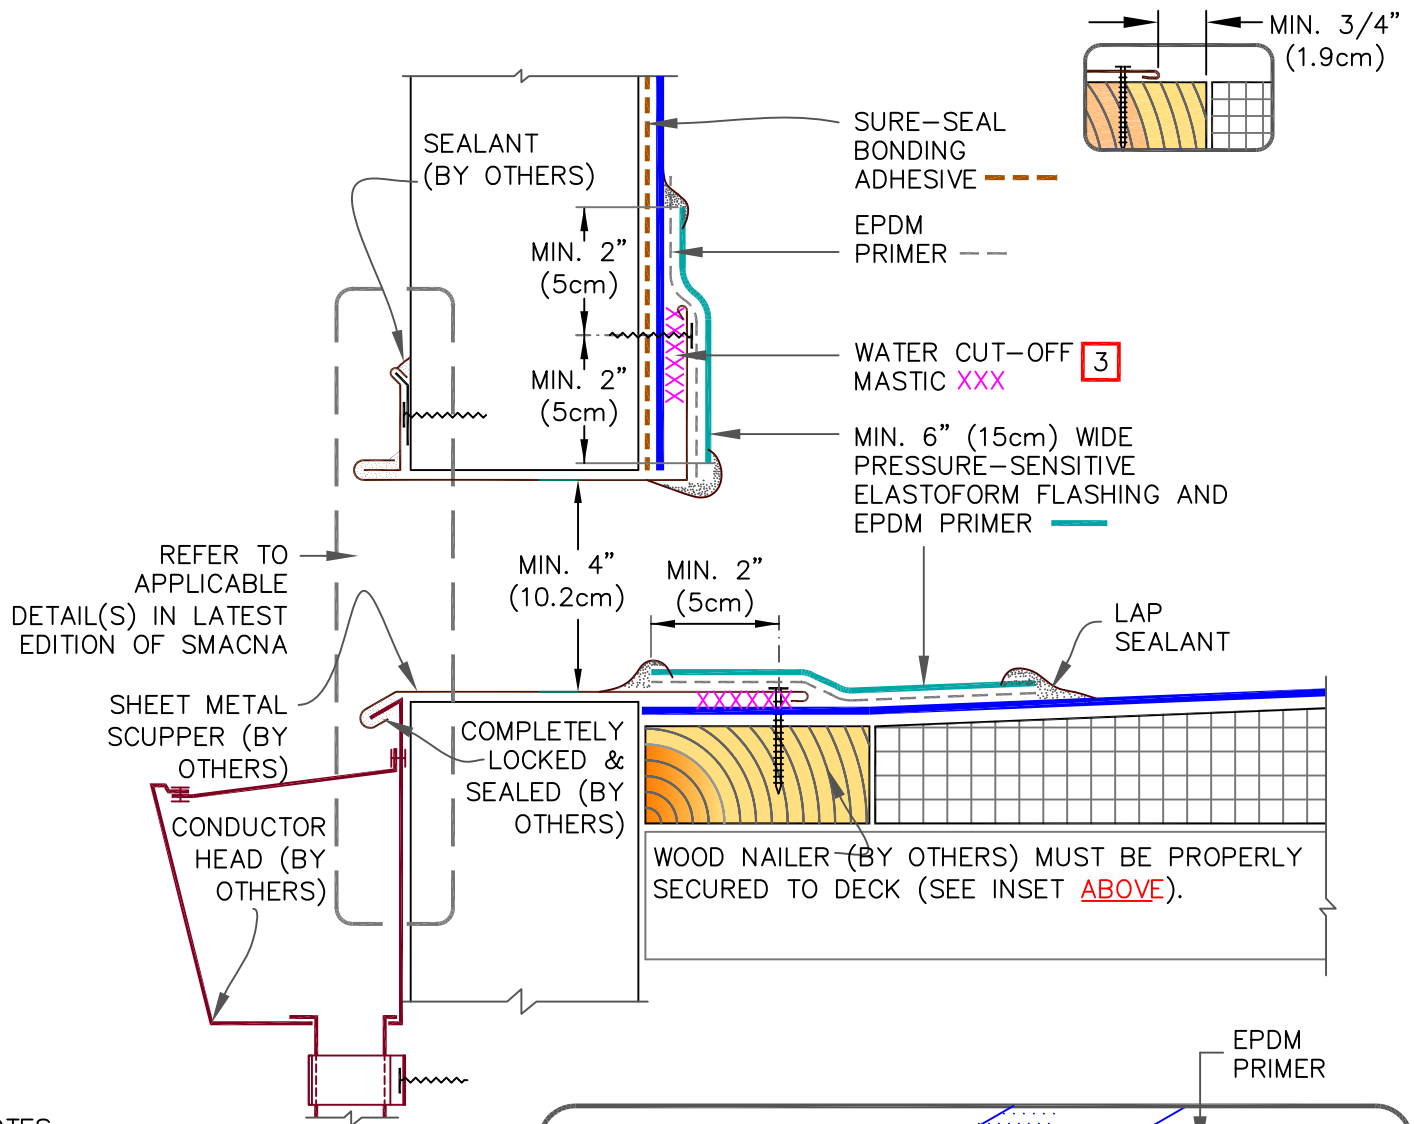 MIN. 3/4"
(1.9cm)
SEALANT
(BY OTHERS)
SURE-SEAL
BONDING
ADHESIVE
EPDM
PRIMER
MIN. 2"
(5cm)
WATER CUT-OFF 3
MASTIC XXX
MIN. 2"
(5cm)
MIN. 6" (15cm) WIDE
PRESSURE-SENSITIVE
ELASTOFORM FLASHING AND
EPDM PRIMER
REFER TO
APPLICABLE
DETAIL(S) IN LATEST
EDITION OF SMACNA
MIN. 4"
(10.2cm)
MIN. 2"
(5cm)
LAP
SEALANT
SHEET METAL
SCUPPER (BY
OTHERS)
COMPLETELY
LOCKED &
SEALED (BY
OTHERS)
CONDUCTOR
HEAD (BY
OTHERS)
WOOD NAILER (BY OTHERS) MUST BE PROPERLY
SECURED TO DECK (SEE INSET ABOVE).
EPDM
PRIMER